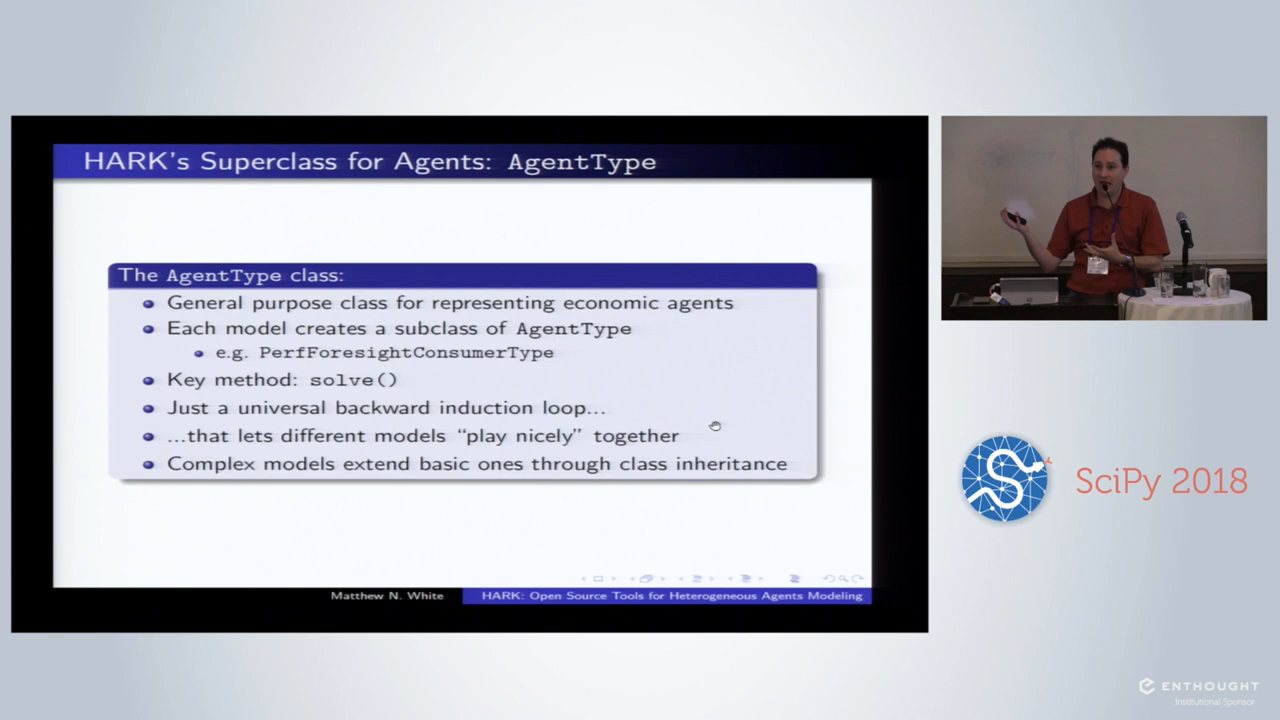 HARK's Superclass for Agents: AgentType
The AgentType class:
General purpose class for representing economic agents
Each model creates a subclass of AgentType
e.g. PerfForesightConsumerType
Key method: solve()
Just a universal backward induction loop...
...that lets different models “play nicely” together
Complex models extend basic ones through class inheritance
Matthew N. White
HARK: Open Source Tools for Heterogeneous Agents Modeling
SciPy 2018
ENTHOUGHT
Institutional Sponsor